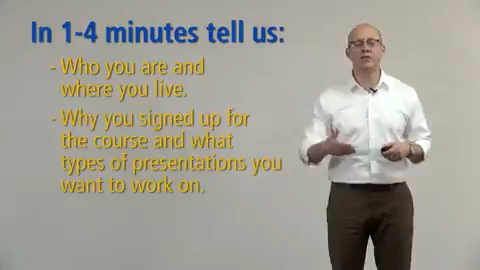 In 1-4 minutes tell us:
- Who you are and
where you live.
- Why you signed up for
the course and what
types of presentations you
want to work on.